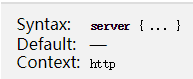 Syntax: server { ... }
Default: —
Context: http